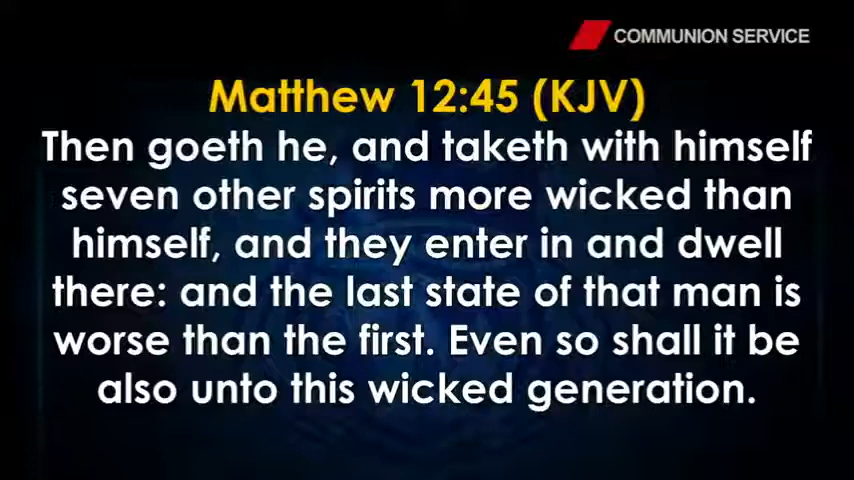 COMMUNION SERVICE
Matthew 12:45 (KJV)
Then goeth he, and taketh with himself
seven other spirits more wicked than
himself, and they enter in and dwell
there: and the last state of that man is
worse than the first. Even so shall it be
also unto this wicked generation.